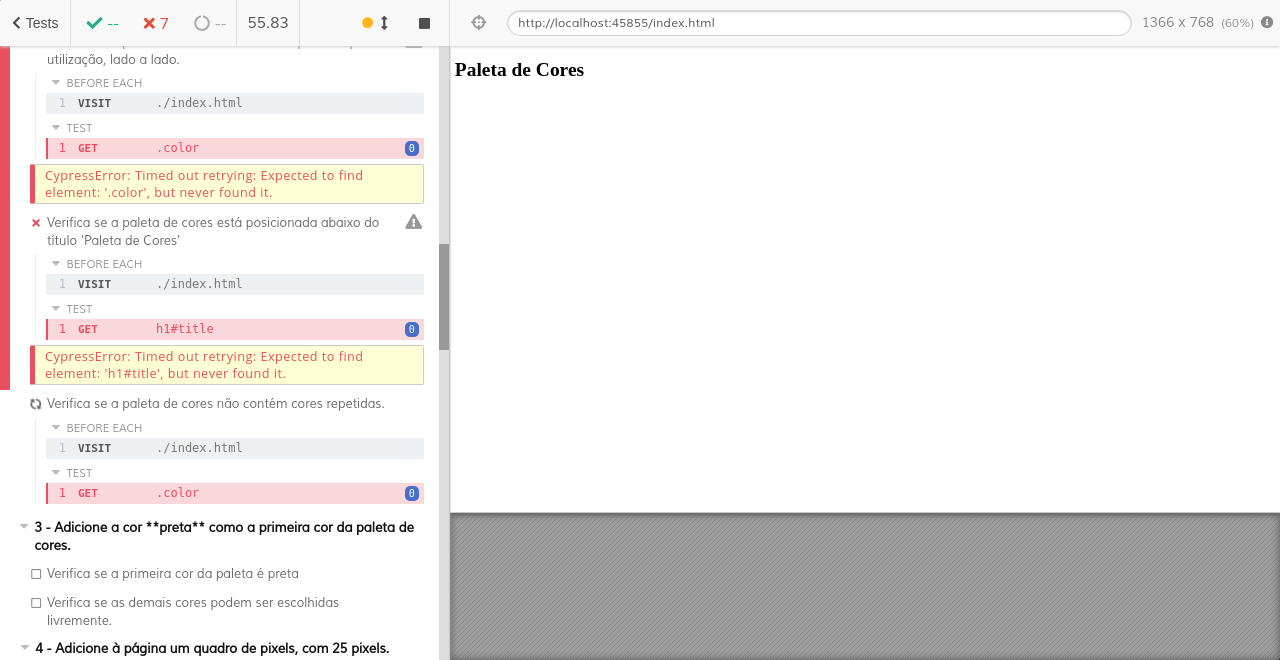 Tests -- 7 -- 55.83 http://localhost:45855/index.html 1366 x 768 (60%)
utilização, lado a lado.
BEFORE EACH
1 VISIT ./index.html
TEST
1 GET .color 0
CypressError: Timed out retrying: Expected to find
element: '.color', but never found it.
Verifica se a paleta de cores está posicionada abaixo do
título 'Paleta de Cores'
BEFORE EACH
1 VISIT ./index.html
TEST
1 GET h1#title 0
CypressError: Timed out retrying: Expected to find
element: 'h1#title', but never found it.
Verifica se a paleta de cores não contém cores repetidas.
BEFORE EACH
1 VISIT ./index.html
TEST
1 GET .color 0
3 - Adicione a cor **preta** como a primeira cor da paleta de
cores.
Verifica se a primeira cor da paleta é preta
Verifica se as demais cores podem ser escolhidas
livremente.
4 - Adicione à página um quadro de pixels, com 25 pixels.
Paleta de Cores